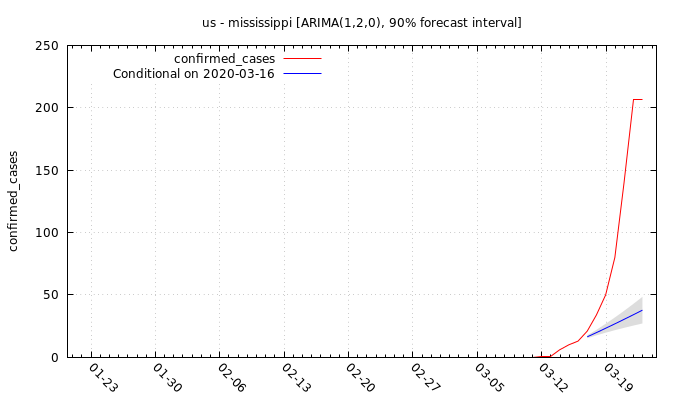 us - mississippi [ARIMA(1,2,0), 90% forecast interval]
250
confirmed_cases
Conditional on 2020-03-16
200
150
confirmed_cases
100
50
0
01-23 01-30 02-06 02-13 02-20 02-27 03-05 03-12 03-19